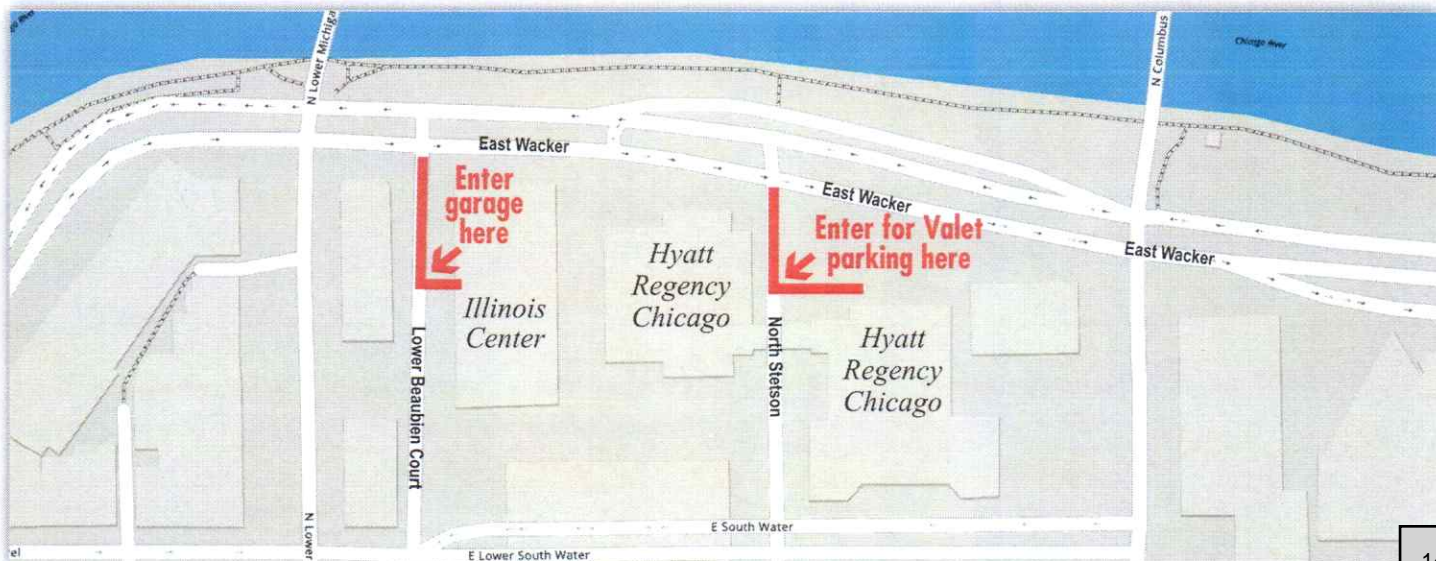 N Lower Michiga
N Columbus
Chicago River
East Wacker
Enter
garage
here
East Wacker
Enter for Valet
parking here
East Wacker
Hyatt
Regency
Chicago
Illinois
Center
Hyatt
Regency
Chicago
Lower Beaubien Court
North Stetson
N Lower
E South Water
E Lower South Water